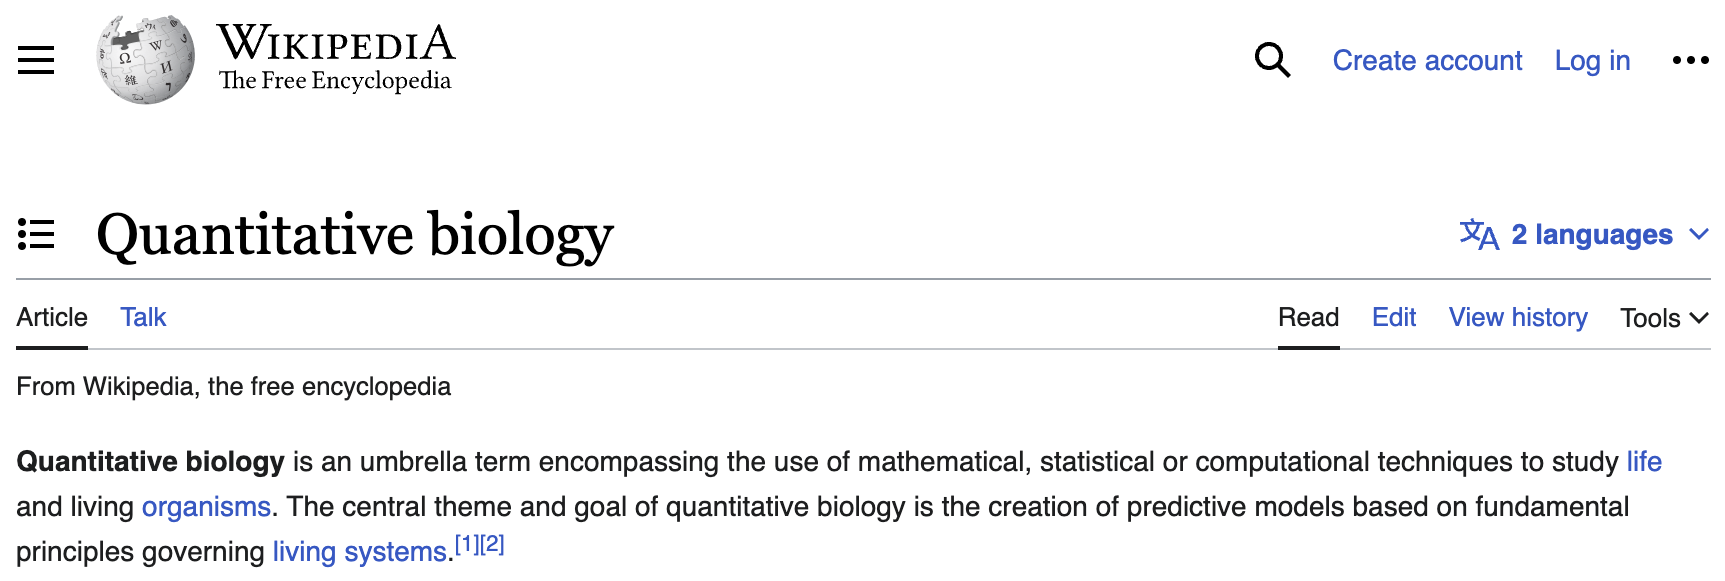 WIKIPEDIA
The Free Encyclopedia
Create account Log in
Quantitative biology
2 languages
Article Talk Read Edit View history Tools
From Wikipedia, the free encyclopedia
Quantitative biology is an umbrella term encompassing the use of mathematical, statistical or computational techniques to study life
and living organisms. The central theme and goal of quantitative biology is the creation of predictive models based on fundamental
principles governing living systems.[1][2]